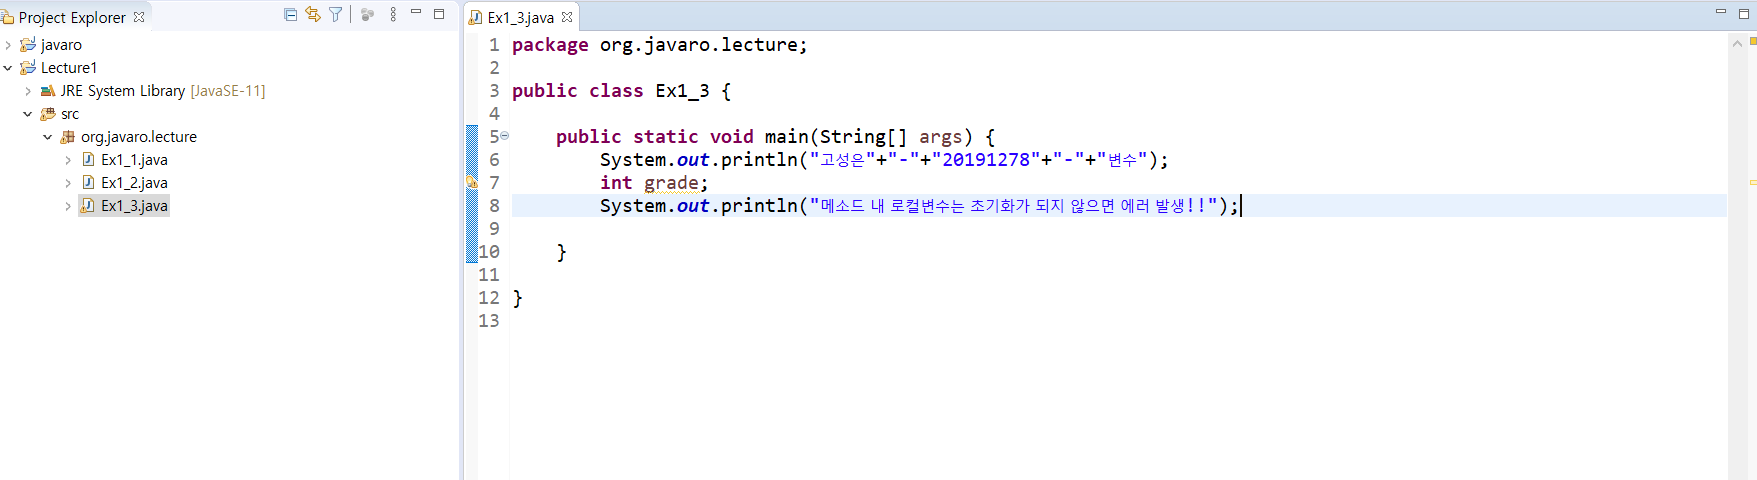 Project Explorer
javaro
Lecture1
JRE System Library [JavaSE-11]
src
org.javaro.lecture
Ex1_1.java
Ex1_2.java
Ex1_3.java
Ex1_3.java
1 package org.javaro.lecture;
2
3 public class Ex1_3 {
4
5 public static void main(String[] args) {
6 System.out.println("고성은"+"-"+"20191278"+"-"+"변수");
7 int grade;
8 System.out.println("메소드 내 로컬변수는 초기화가 되지 않으면 에러 발생!!");
9
10 }
11
12 }
13